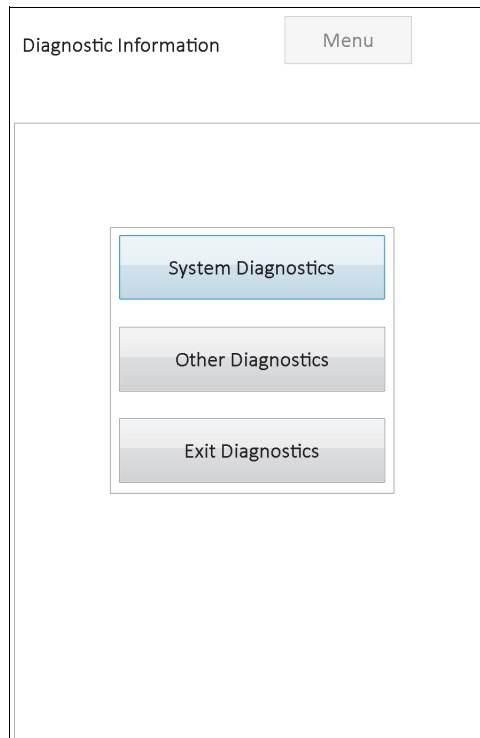 Diagnostic Information
Menu
System Diagnostics
Other Diagnostics
Exit Diagnostics